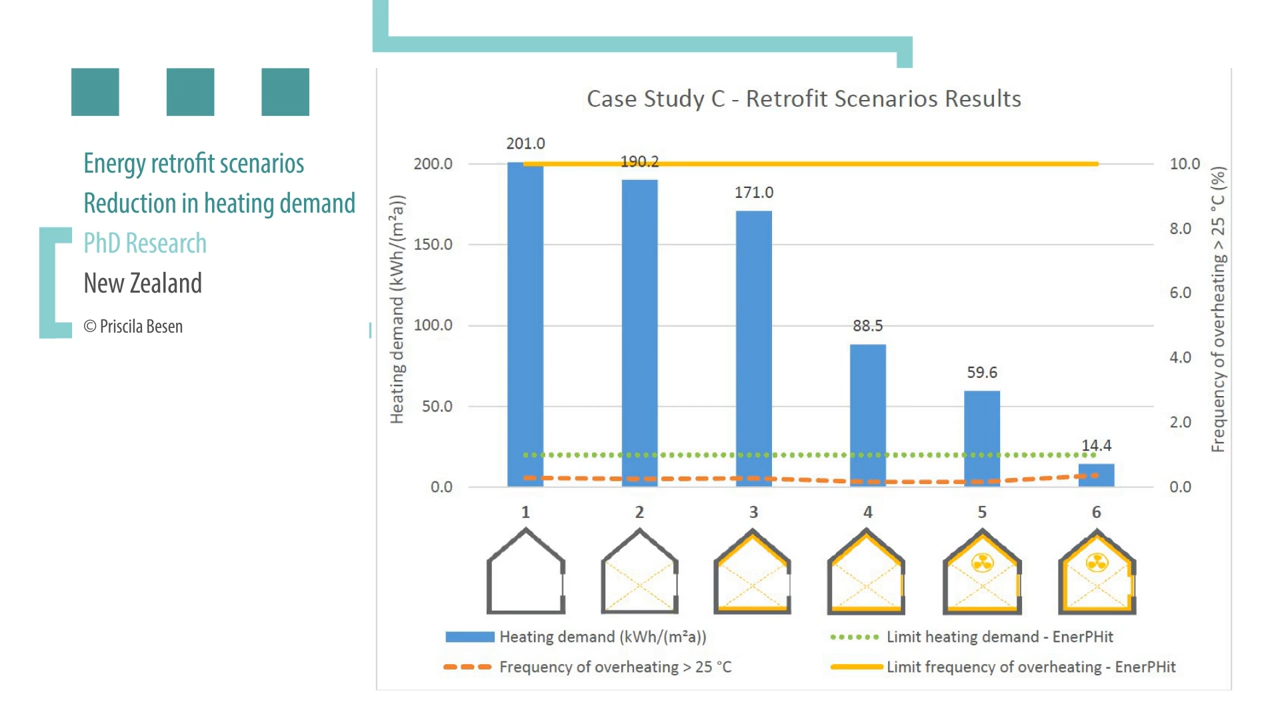 Energy retrofit scenarios
Reduction in heating demand
PhD Research
New Zealand
© Priscila Besen
Case Study C - Retrofit Scenarios Results
Heating demand (kWh/(m²a))
200.0
150.0
100.0
50.0
0.0
201.0
190.2
171.0
88.5
59.6
14.4
10.0
8.0
6.0
4.0
2.0
0.0
Frequency of overheating > 25 °C (%)
1 2 3 4 5 6
Heating demand (kWh/(m²a))
Limit heating demand - EnerPHit
Frequency of overheating > 25 °C
Limit frequency of overheating - EnerPHit